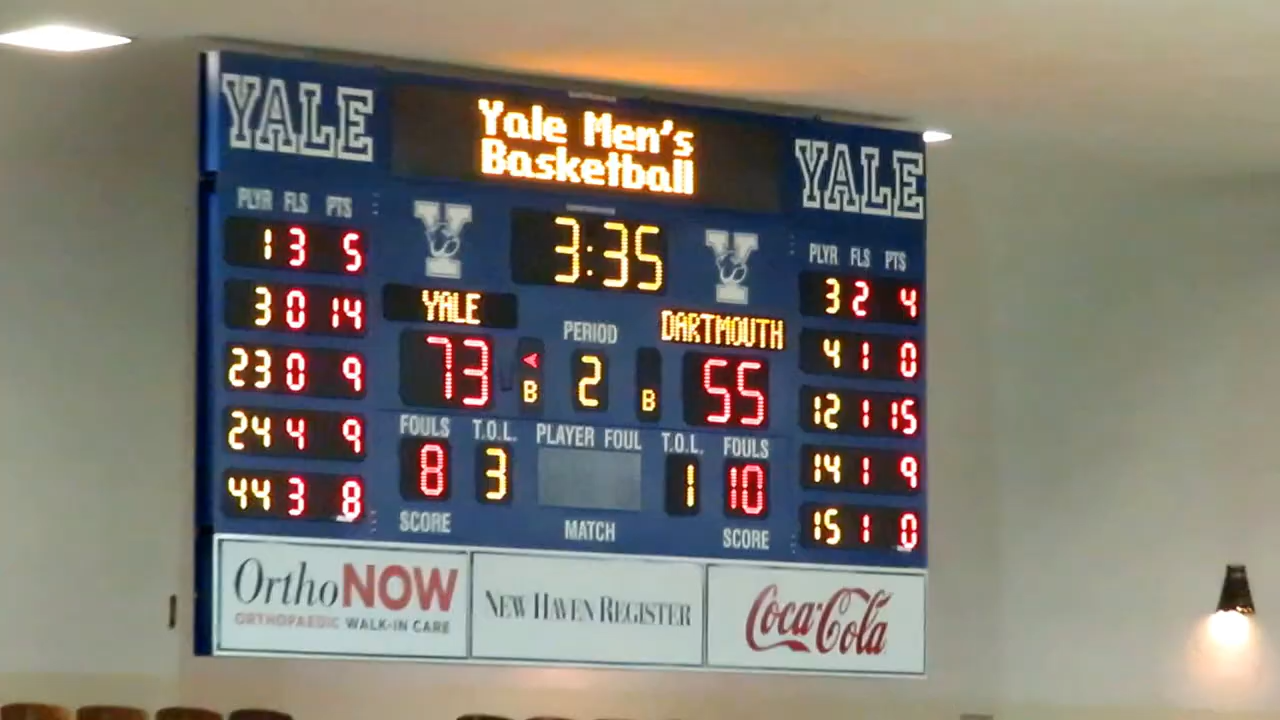 YALE
Yale Men's
Basketball
YALE
PLYR FLS PTS
1 3 5
3 0 14
23 0 9
24 4 9
44 3 8
Y
3:35
Y
YALE
PERIOD
DARTMOUTH
73
B
2
B
55
FOULS T.O.L. PLAYER FOUL T.O.L. FOULS
8 3 1 10
SCORE
MATCH
SCORE
PLYR FLS PTS
3 2 4
4 1 0
12 1 15
14 1 9
15 1 0
OrthoNOW
ORTHOPAEDIC WALK-IN CARE
NEW HAVEN REGISTER
Coca-Cola